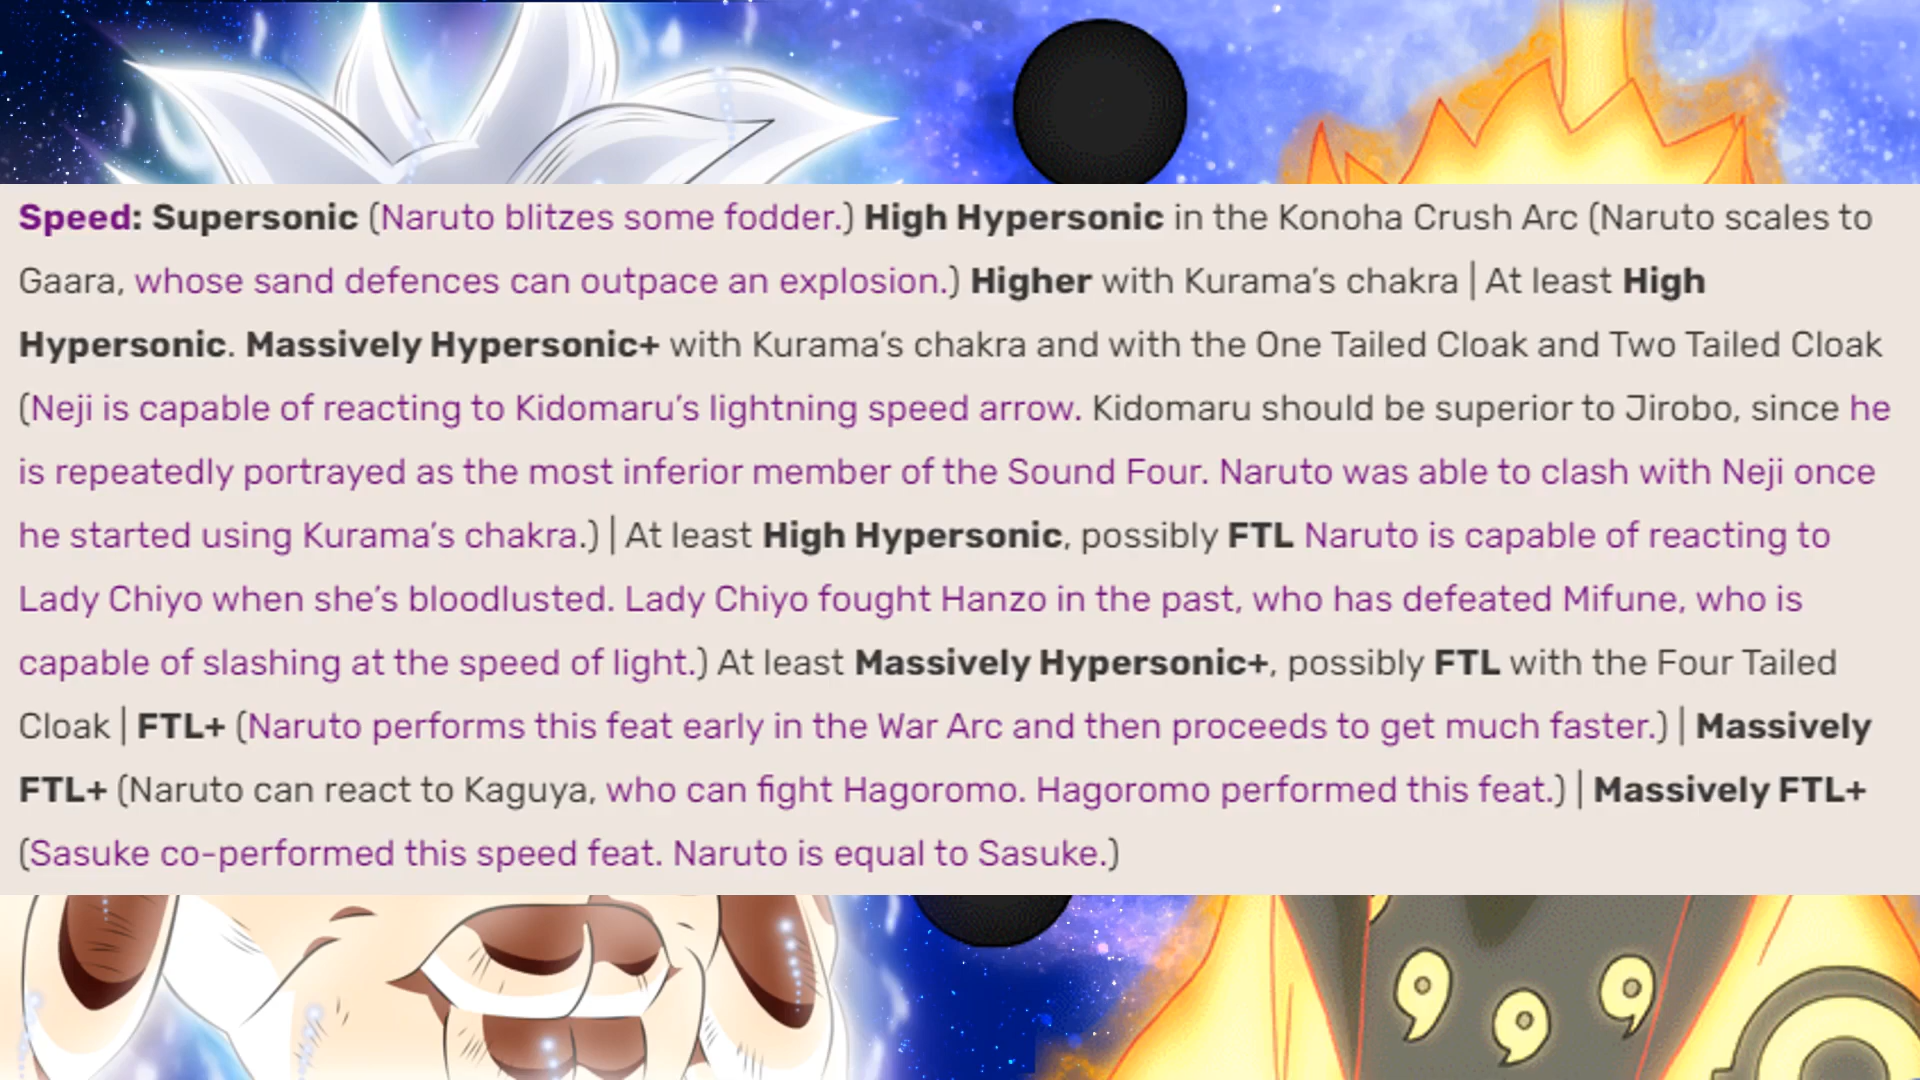 Speed: Supersonic (Naruto blitzes some fodder.) High Hypersonic in the Konoha Crush Arc (Naruto scales to
Gaara, whose sand defences can outpace an explosion.) Higher with Kurama’s chakra | At least High
Hypersonic. Massively Hypersonic+ with Kurama’s chakra and with the One Tailed Cloak and Two Tailed Cloak
(Neji is capable of reacting to Kidomaru’s lightning speed arrow. Kidomaru should be superior to Jirobo, since he
is repeatedly portrayed as the most inferior member of the Sound Four. Naruto was able to clash with Neji once
he started using Kurama’s chakra.) | At least High Hypersonic, possibly FTL Naruto is capable of reacting to
Lady Chiyo when she’s bloodlusted. Lady Chiyo fought Hanzo in the past, who has defeated Mifune, who is
capable of slashing at the speed of light.) At least Massively Hypersonic+, possibly FTL with the Four Tailed
Cloak | FTL+ (Naruto performs this feat early in the War Arc and then proceeds to get much faster.) | Massively
FTL+ (Naruto can react to Kaguya, who can fight Hagoromo. Hagoromo performed this feat.) | Massively FTL+
(Sasuke co-performed this speed feat. Naruto is equal to Sasuke.)